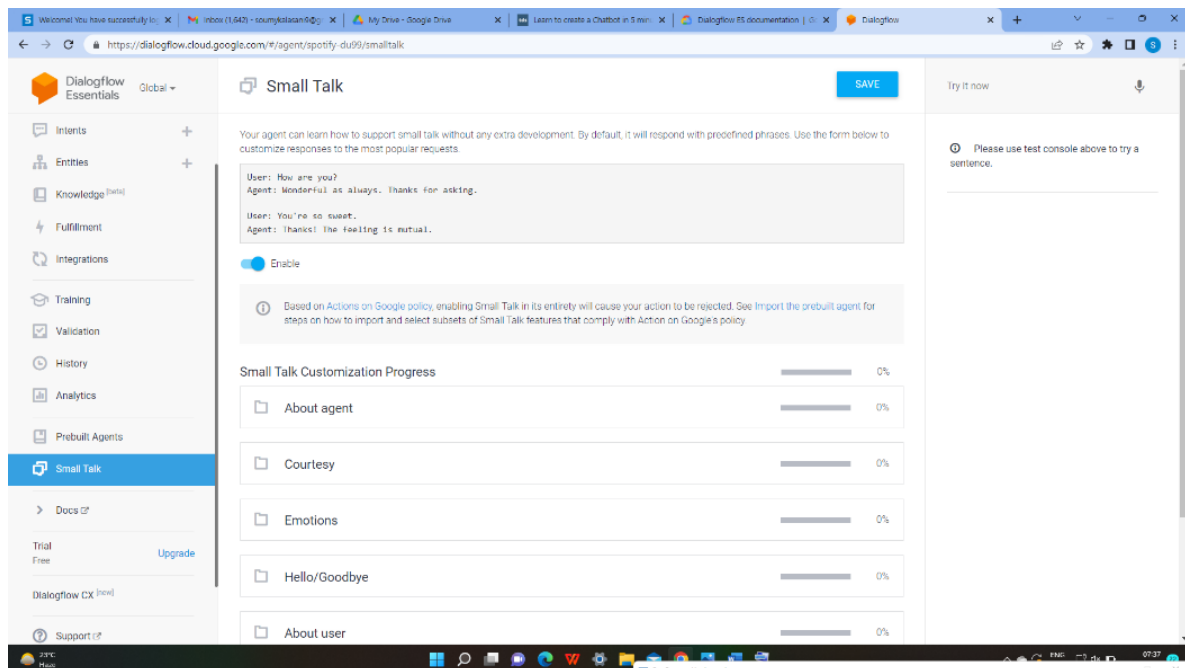 Welcome! You have successfully log
Inbox (1,642) - soumykalasani9@g
My Drive - Google Drive
Learn to create a Chatbot in 5 min
Dialogflow ES documentation | G
Dialogflow
https://dialogflow.cloud.google.com/#/agent/spotify-du99/smalltalk
S
Dialogflow
Essentials
Global
Small Talk
SAVE
Try it now
Intents
Entities
Knowledge [beta]
Fulfillment
Integrations
Training
Validation
History
Analytics
Prebuilt Agents
Small Talk
Docs
Trial
Free
Upgrade
Dialogflow CX [new]
Support
Your agent can learn how to support small talk without any extra development. By default, it will respond with predefined phrases. Use the form below to
customize responses to the most popular requests.
User: How are you?
Agent: Wonderful as always. Thanks for asking.
User: You're so sweet.
Agent: Thanks! The feeling is mutual.
Enable
Based on Actions on Google policy, enabling Small Talk in its entirety will cause your action to be rejected. See Import the prebuilt agent for
steps on how to import and select subsets of Small Talk features that comply with Action on Google's policy
Small Talk Customization Progress 0%
About agent 0%
Courtesy 0%
Emotions 0%
Hello/Goodbye 0%
About user 0%
Please use test console above to try a
sentence.
23°C
Haze
ENG
07:37